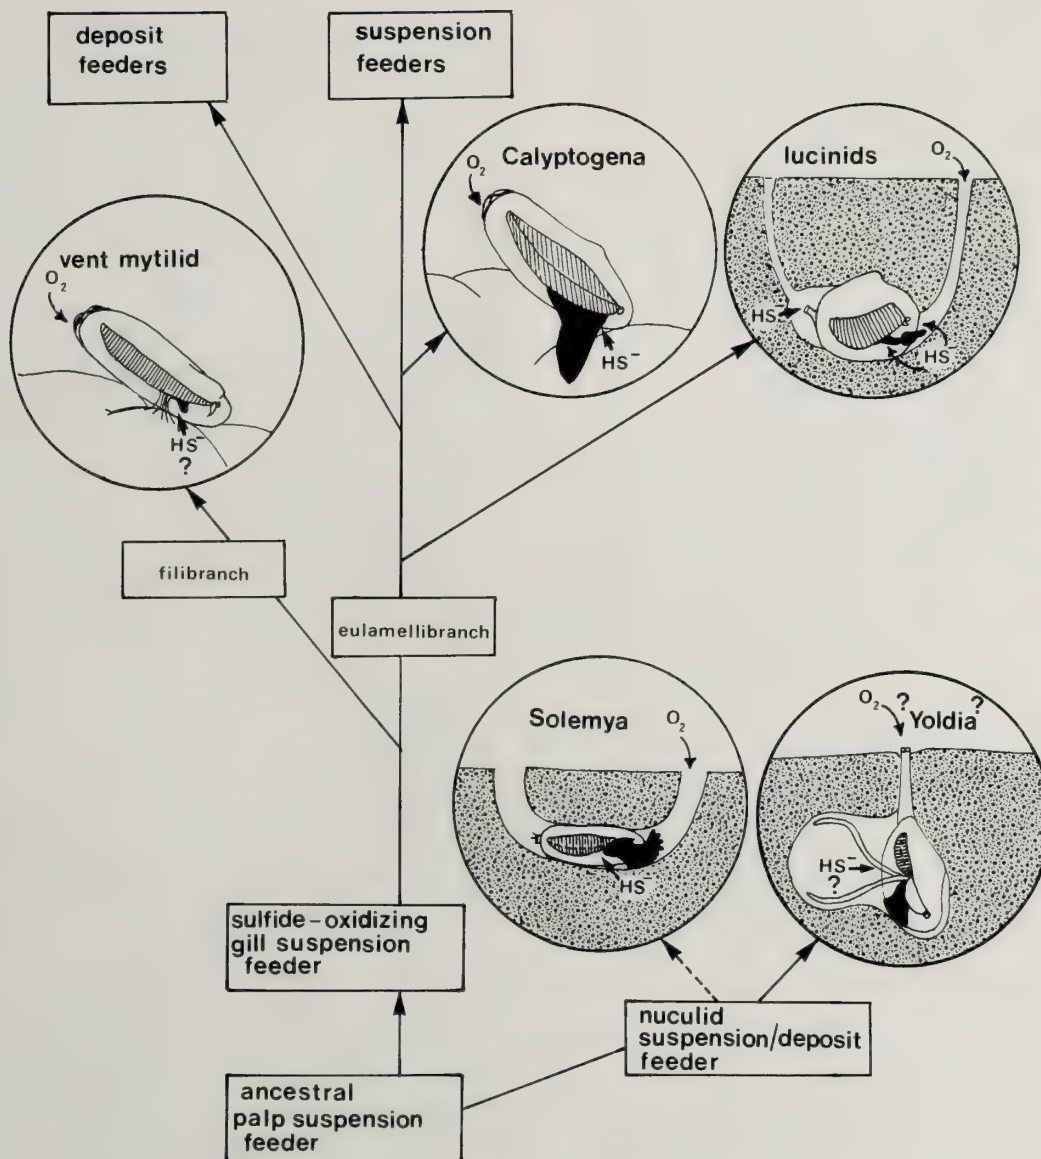 deposit
feeders
suspension
feeders
Calyptogena
O₂
lucinids
O₂
HS⁻
HS⁻
vent mytilid
O₂
HS⁻
?
HS⁻
filibranch
eulamellibranch
Solemya
O₂
HS⁻
O₂ ?
Yoldia ?
HS⁻
?
sulfide-oxidizing
gill suspension
feeder
nuculid
suspension/deposit
feeder
ancestral
palp suspension
feeder